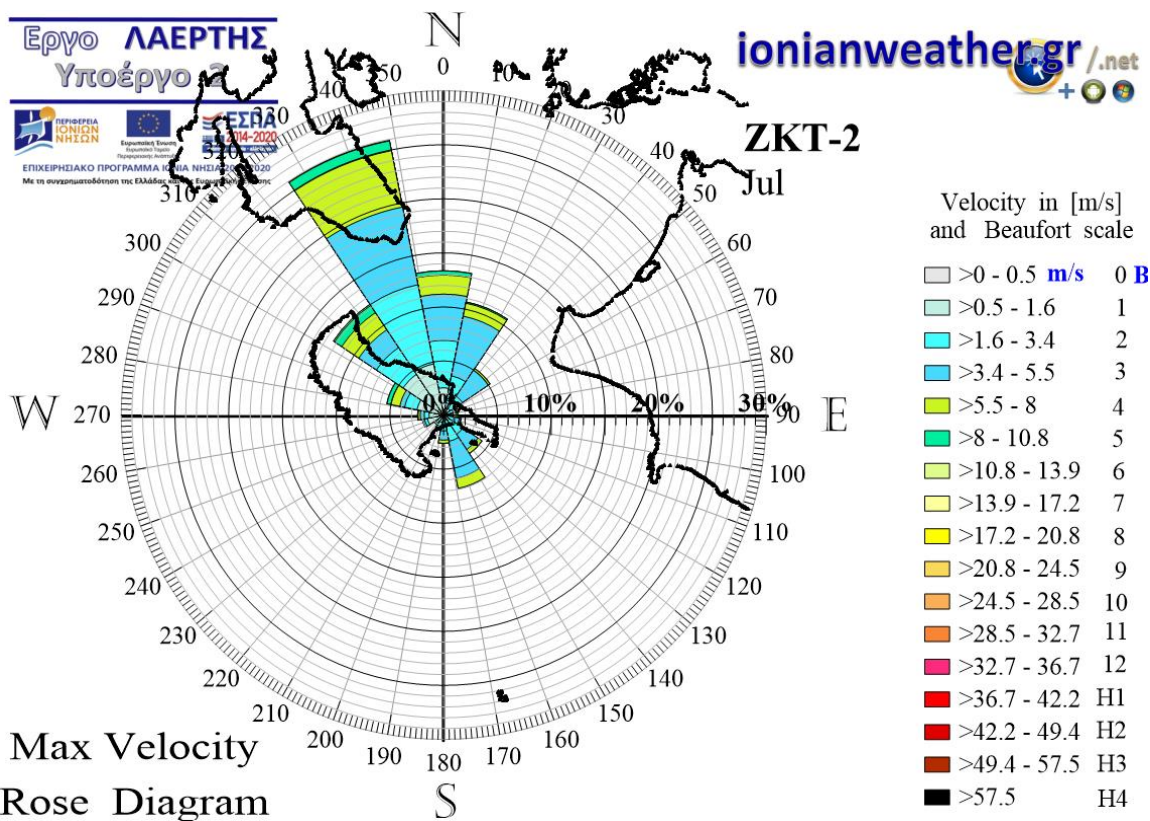 Εργο ΛΑΕΡΤΗΣ
Υποέργο 2
ΠΕΡΙΦΕΡΕΙΑ
ΙΟΝΙΩΝ
ΝΗΣΩΝ
Ευρωπαϊκή Ένωση
ΕΣΠΑ
2014-2020
ionianweather.gr /.net
ZKT-2
Jul
N
0
10
20
30
40
50
60
70
80
90
E
100
110
120
130
140
150
160
170
180
S
190
200
210
220
230
240
250
260
270
W
280
290
300
310
320
330
340
0% 10% 20% 30%
Velocity in [m/s]
and Beaufort scale
>0 - 0.5 m/s 0 B
>0.5 - 1.6 1
>1.6 - 3.4 2
>3.4 - 5.5 3
>5.5 - 8 4
>8 - 10.8 5
>10.8 - 13.9 6
>13.9 - 17.2 7
>17.2 - 20.8 8
>20.8 - 24.5 9
>24.5 - 28.5 10
>28.5 - 32.7 11
>32.7 - 36.7 12
>36.7 - 42.2 H1
>42.2 - 49.4 H2
>49.4 - 57.5 H3
>57.5 H4
Max Velocity
Rose Diagram